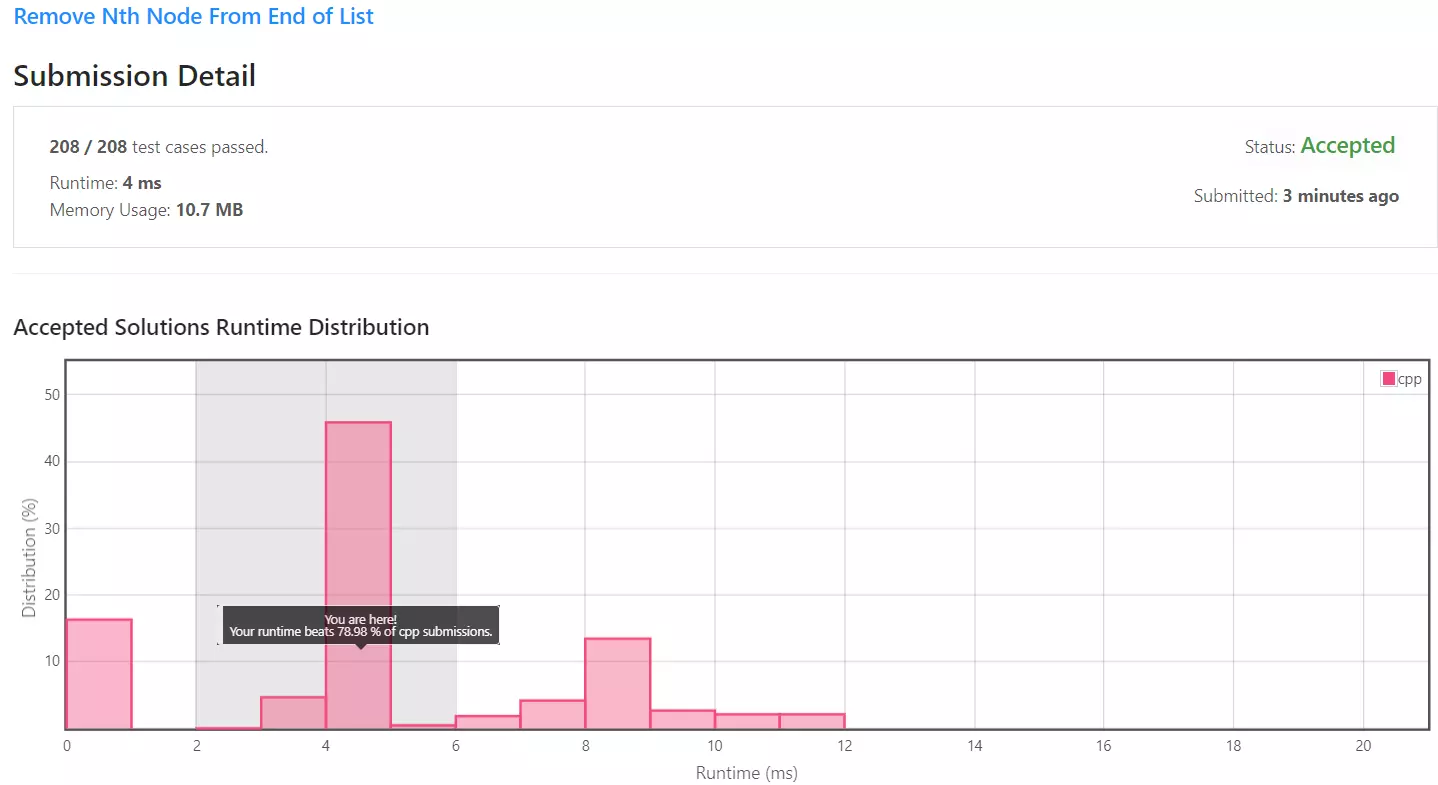 Remove Nth Node From End of List
Submission Detail
208 / 208 test cases passed.
Status: Accepted
Runtime: 4 ms
Submitted: 3 minutes ago
Memory Usage: 10.7 MB
Accepted Solutions Runtime Distribution
cpp
50
40
30
20
10
Distribution (%)
You are here!
Your runtime beats 78.98 % of cpp submissions.
0 2 4 6 8 10 12 14 16 18 20
Runtime (ms)